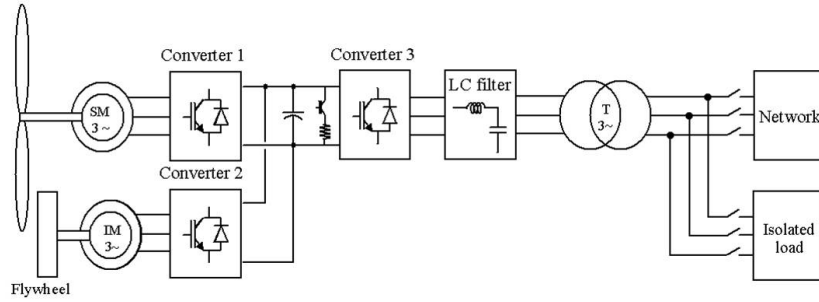 Converter 1
Converter 3
LC filter
SM
3~
T
3~
Network
Converter 2
IM
3~
Isolated
load
Flywheel